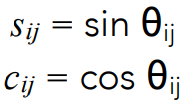 sᵢⱼ = sin θᵢⱼ
cᵢⱼ = cos θᵢⱼ